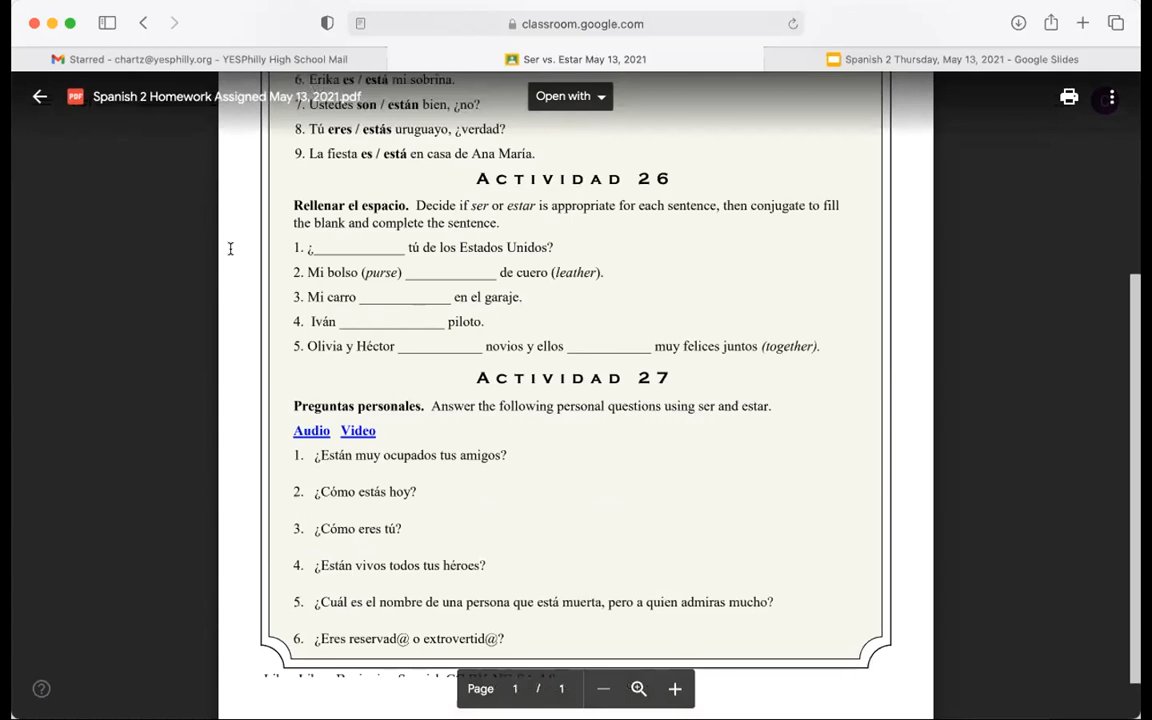 classroom.google.com
Starred - chartz@yesphilly.org - YESPhilly High School Mail
Ser vs. Estar May 13, 2021
Spanish 2 Thursday, May 13, 2021 - Google Slides
6. Erika es / está mi sobrina.
PDF Spanish 2 Homework Assigned May 13, 2021.pdf
Open with
7. Ustedes son / están bien, ¿no?
8. Tú eres / estás uruguayo, ¿verdad?
9. La fiesta es / está en casa de Ana María.
ACTIVIDAD 26
Rellenar el espacio. Decide if ser or estar is appropriate for each sentence, then conjugate to fill
the blank and complete the sentence.
1. ¿____________ tú de los Estados Unidos?
2. Mi bolso (purse) ____________ de cuero (leather).
3. Mi carro ____________ en el garaje.
4. Iván ______________ piloto.
5. Olivia y Héctor ___________ novios y ellos ___________ muy felices juntos (together).
ACTIVIDAD 27
Preguntas personales. Answer the following personal questions using ser and estar.
Audio Video
1. ¿Están muy ocupados tus amigos?
2. ¿Cómo estás hoy?
3. ¿Cómo eres tú?
4. ¿Están vivos todos tus héroes?
5. ¿Cuál es el nombre de una persona que está muerta, pero a quien admiras mucho?
6. ¿Eres reservad@ o extrovertid@?
Page 1 / 1